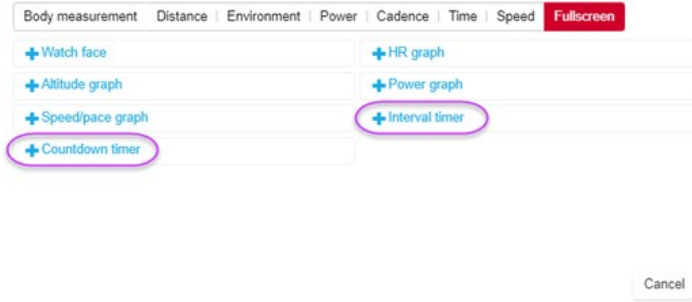 Body measurement Distance Environment Power Cadence Time Speed Fullscreen
Watch face HR graph
Altitude graph Power graph
Speed/pace graph Interval timer
Countdown timer
Cancel